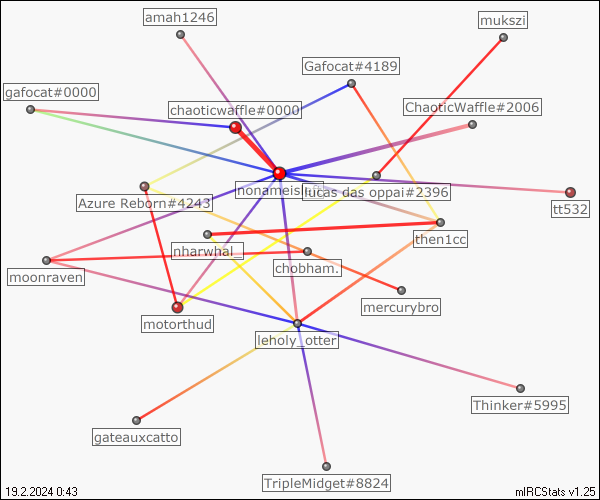 amah1246
mukszi
Gafocat#4189
gafocat#0000
chaoticwaffle#0000
ChaoticWaffle#2006
lucas das oppai#2396
Azure Reborn#4243
tt532
nharwhal_
then1cc
chobham.
moonraven
mercurybro
motorthud
leholy_otter
Thinker#5995
gateauxcatto
TripleMidget#8824
19.2.2024 0:43
mIRCStats v1.25